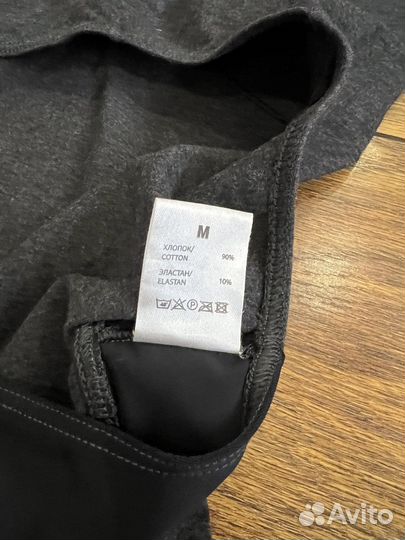 M
ХЛОПОК/
COTTON 90%
ЭЛАСТАН/
ELASTAN 10%
Avito